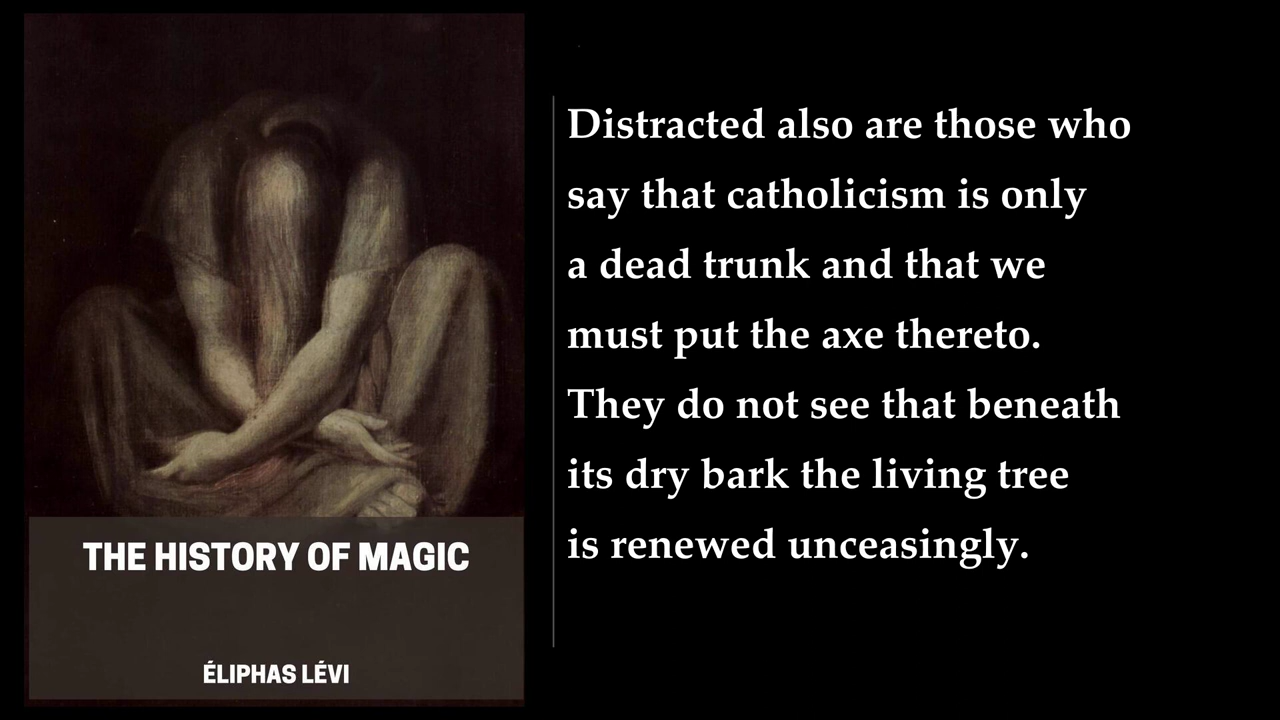 THE HISTORY OF MAGIC
ÉLIPHAS LÉVI
Distracted also are those who
say that catholicism is only
a dead trunk and that we
must put the axe thereto.
They do not see that beneath
its dry bark the living tree
is renewed unceasingly.